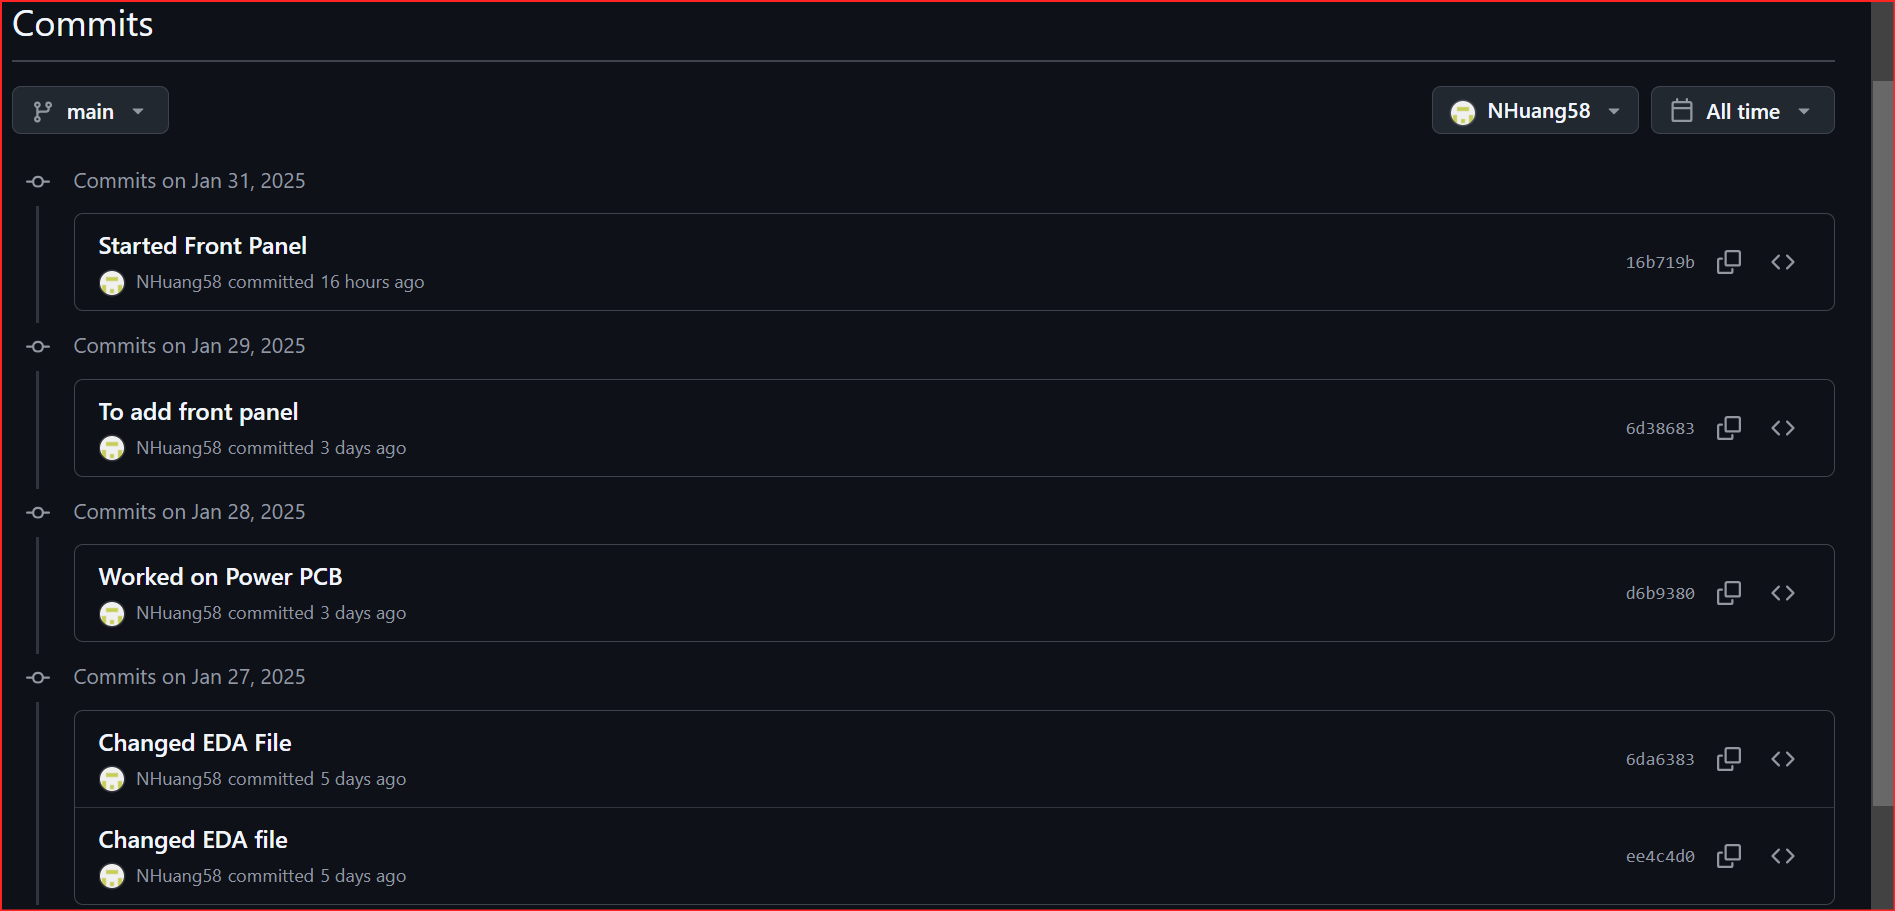 Commits
main
NHuang58
All time
Commits on Jan 31, 2025
Started Front Panel
NHuang58 committed 16 hours ago
16b719b
Commits on Jan 29, 2025
To add front panel
NHuang58 committed 3 days ago
6d38683
Commits on Jan 28, 2025
Worked on Power PCB
NHuang58 committed 3 days ago
d6b9380
Commits on Jan 27, 2025
Changed EDA File
NHuang58 committed 5 days ago
6da6383
Changed EDA file
NHuang58 committed 5 days ago
ee4c4d0